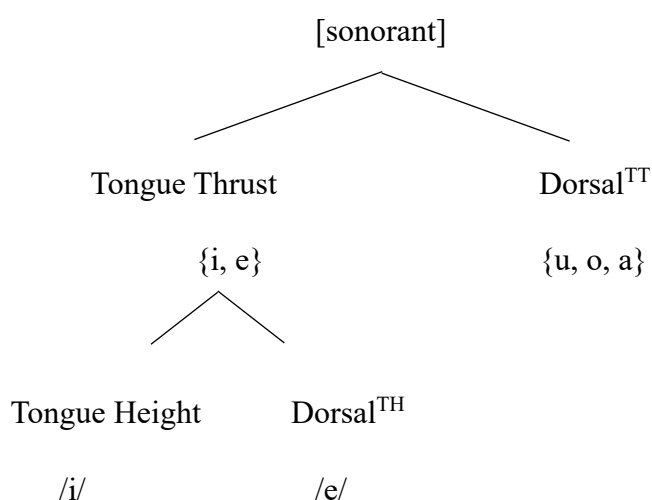 [sonorant]
Tongue Thrust Dorsal^TT
{i, e} {u, o, a}
Tongue Height Dorsal^TH
/i/ /e/